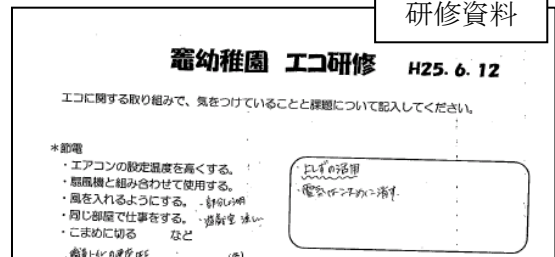 研修資料
竈幼稚園 エコ研修 H25. 6. 12
エコに関する取り組みで、気をつけていることと課題について記入してください。
*節電
・エアコンの設定温度を高くする。
・扇風機と組み合わせて使用する。
・風を入れるようにする。
・同じ部屋で仕事をする。
・こまめに切る など
・よしずの活用
・電気はこまめに消す